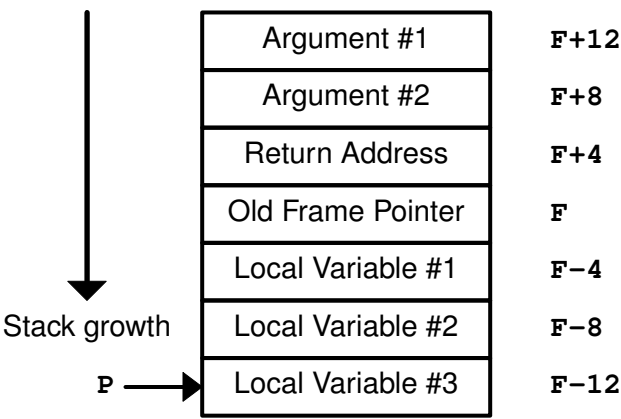 Argument #1 F+12
Argument #2 F+8
Return Address F+4
Old Frame Pointer F
Local Variable #1 F−4
Stack growth Local Variable #2 F−8
P Local Variable #3 F−12